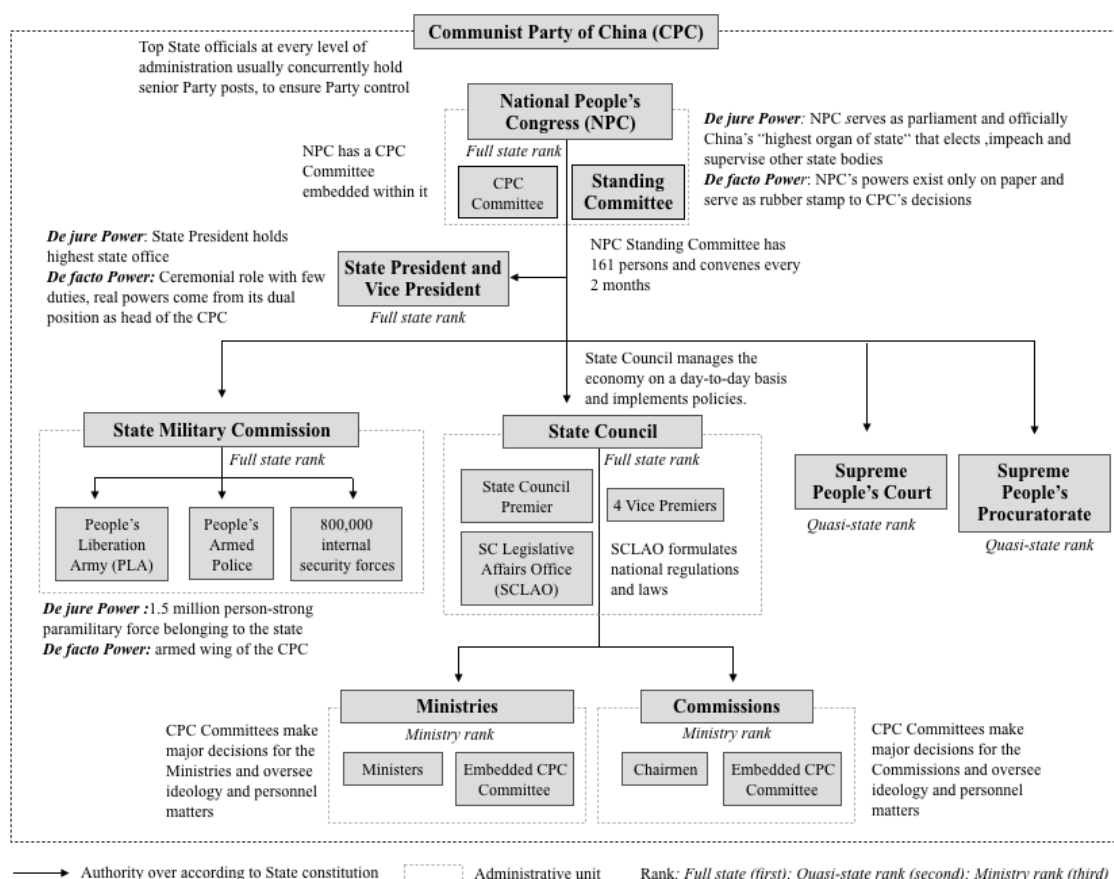 Communist Party of China (CPC)
Top State officials at every level of
administration usually concurrently hold
senior Party posts, to ensure Party control
National People's
Congress (NPC)
Full state rank
NPC has a CPC
Committee
embedded within it
CPC
Committee
Standing
Committee
De jure Power: NPC serves as parliament and officially
China's "highest organ of state" that elects ,impeach and
supervise other state bodies
De facto Power: NPC's powers exist only on paper and
serve as rubber stamp to CPC's decisions
De jure Power: State President holds
highest state office
De facto Power: Ceremonial role with few
duties, real powers come from its dual
position as head of the CPC
State President and
Vice President
Full state rank
NPC Standing Committee has
161 persons and convenes every
2 months
State Council manages the
economy on a day-to-day basis
and implements policies.
State Military Commission
Full state rank
People's
Liberation
Army (PLA)
People's
Armed
Police
800,000
internal
security forces
De jure Power :1.5 million person-strong
paramilitary force belonging to the state
De facto Power: armed wing of the CPC
State Council
Full state rank
State Council
Premier
4 Vice Premiers
SC Legislative
Affairs Office
(SCLAO)
SCLAO formulates
national regulations
and laws
Supreme
People's Court
Quasi-state rank
Supreme
People's
Procuratorate
Quasi-state rank
CPC Committees make
major decisions for the
Ministries and oversee
ideology and personnel
matters
Ministries
Ministry rank
Ministers
Embedded CPC
Committee
Commissions
Ministry rank
Chairmen
Embedded CPC
Committee
CPC Committees make
major decisions for the
Commissions and oversee
ideology and personnel
matters
Authority over according to State constitution
Administrative unit
Rank: Full state (first); Quasi-state rank (second); Ministry rank (third)